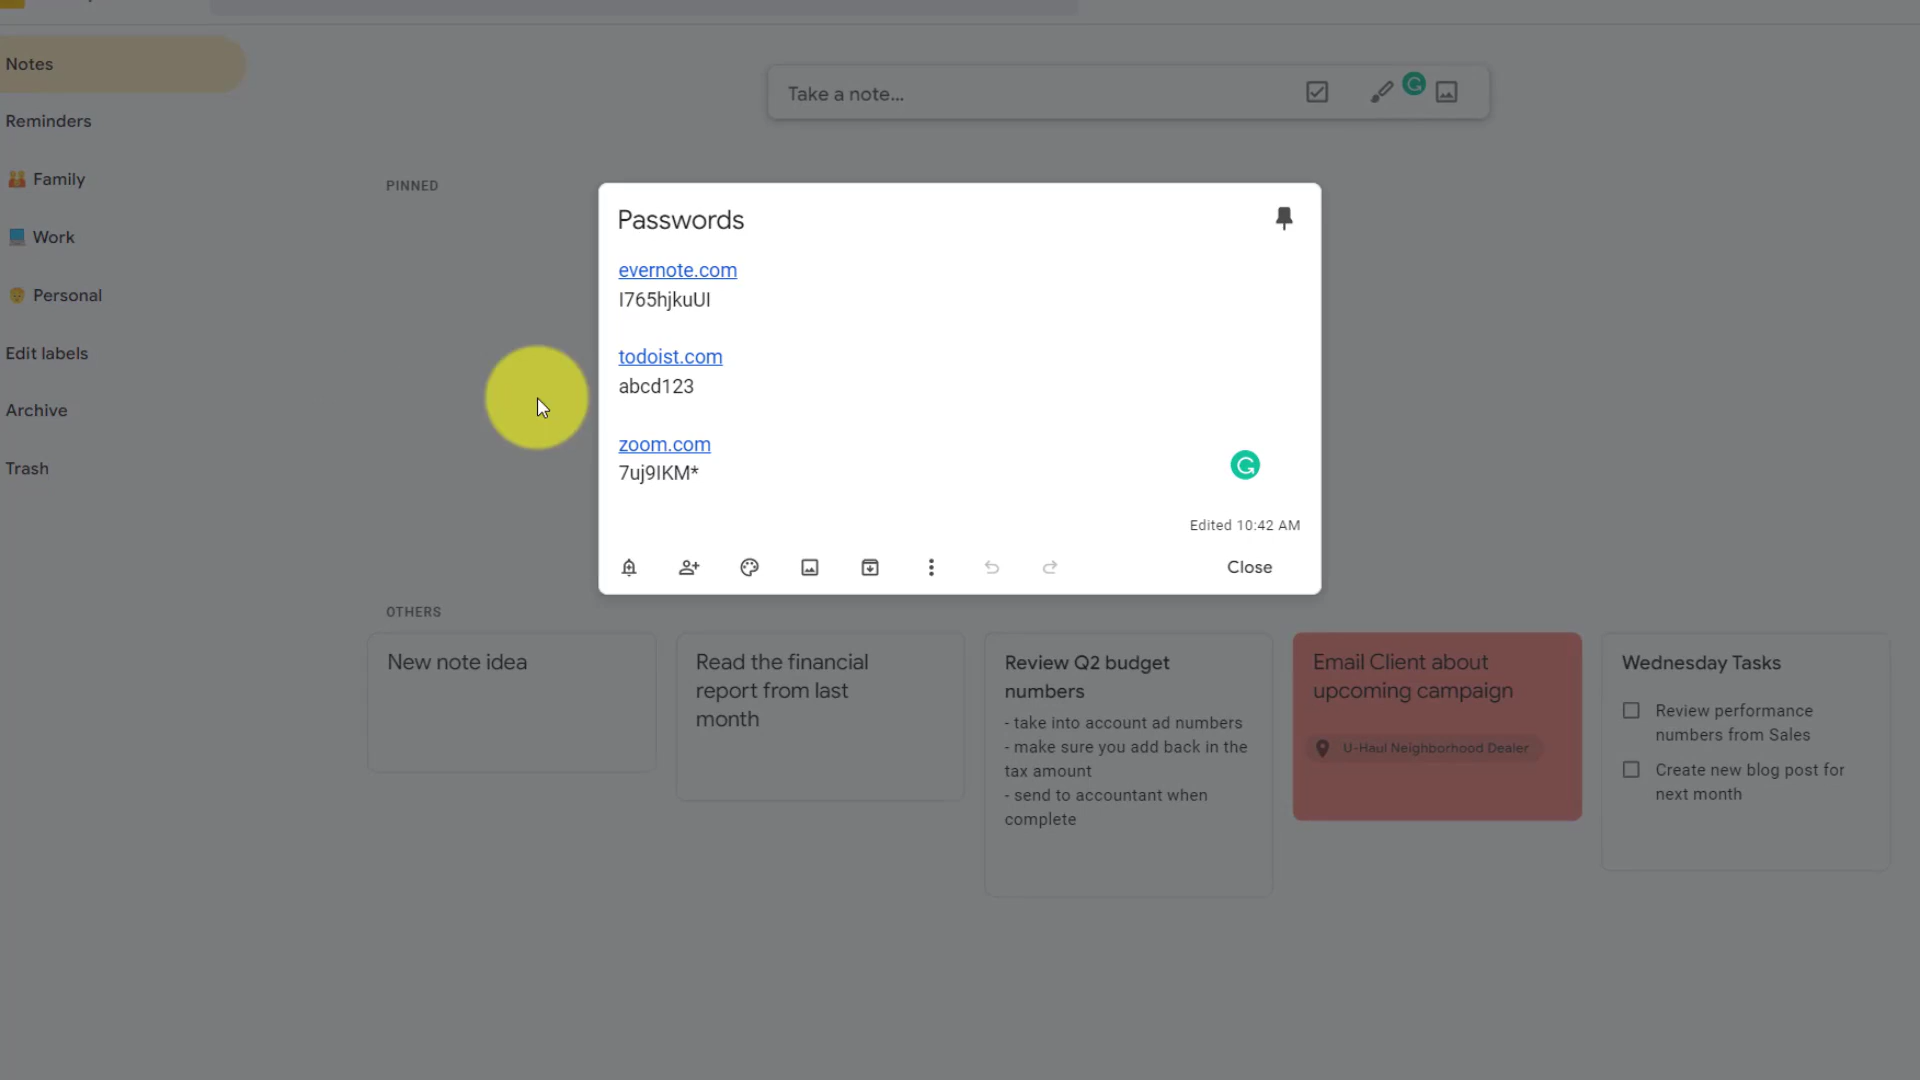 Notes
Reminders
Family
Work
Personal
Edit labels
Archive
Trash
Take a note...
PINNED
Passwords
evernote.com
I765hjkuUI
todoist.com
abcd123
zoom.com
7uj9IKM*
Edited 10:42 AM
Close
OTHERS
New note idea
Read the financial
report from last
month
Review Q2 budget
numbers
- take into account ad numbers
- make sure you add back in the
tax amount
- send to accountant when
complete
Email Client about
upcoming campaign
U-Haul Neighborhood Dealer
Wednesday Tasks
Review performance
numbers from Sales
Create new blog post for
next month